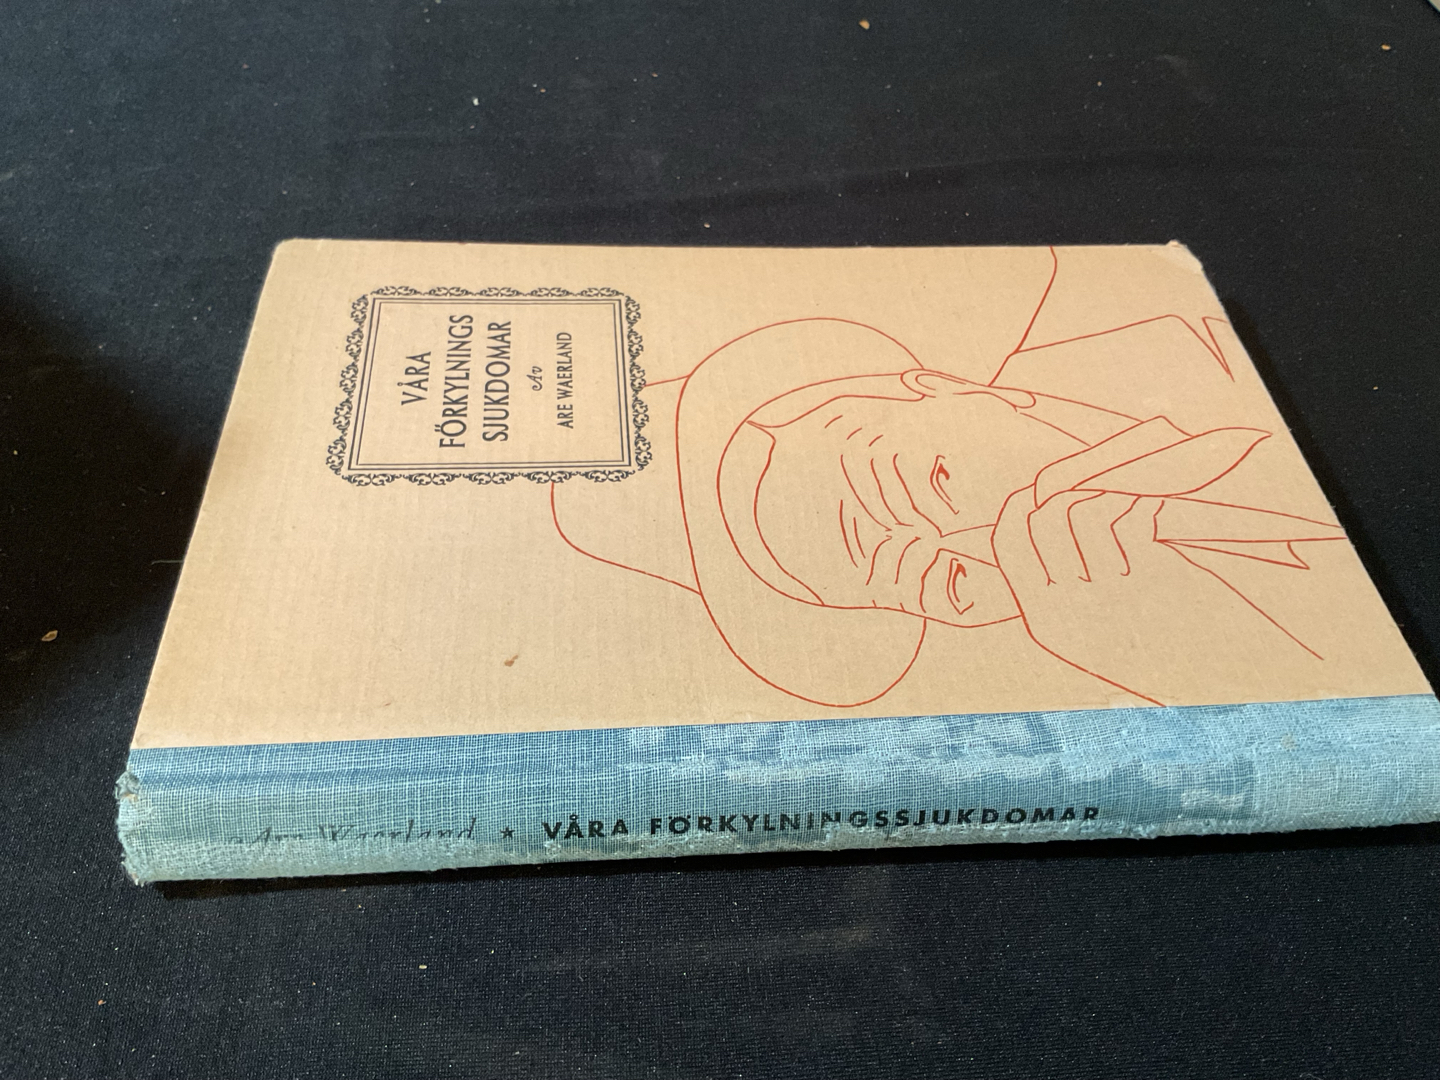 VÅRA
FÖRKYLNINGS
SJUKDOMAR
Av
ARE WAERLAND
Are Waerland ★ VÅRA FÖRKYLNINGSSJUKDOMAR